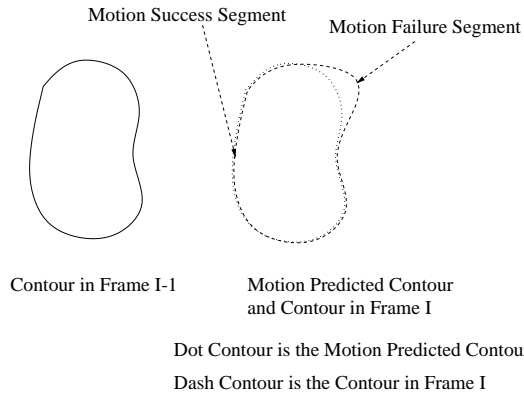 Motion Success Segment
Motion Failure Segment
Contour in Frame I-1
Motion Predicted Contour
and Contour in Frame I
Dot Contour is the Motion Predicted Contou
Dash Contour is the Contour in Frame I